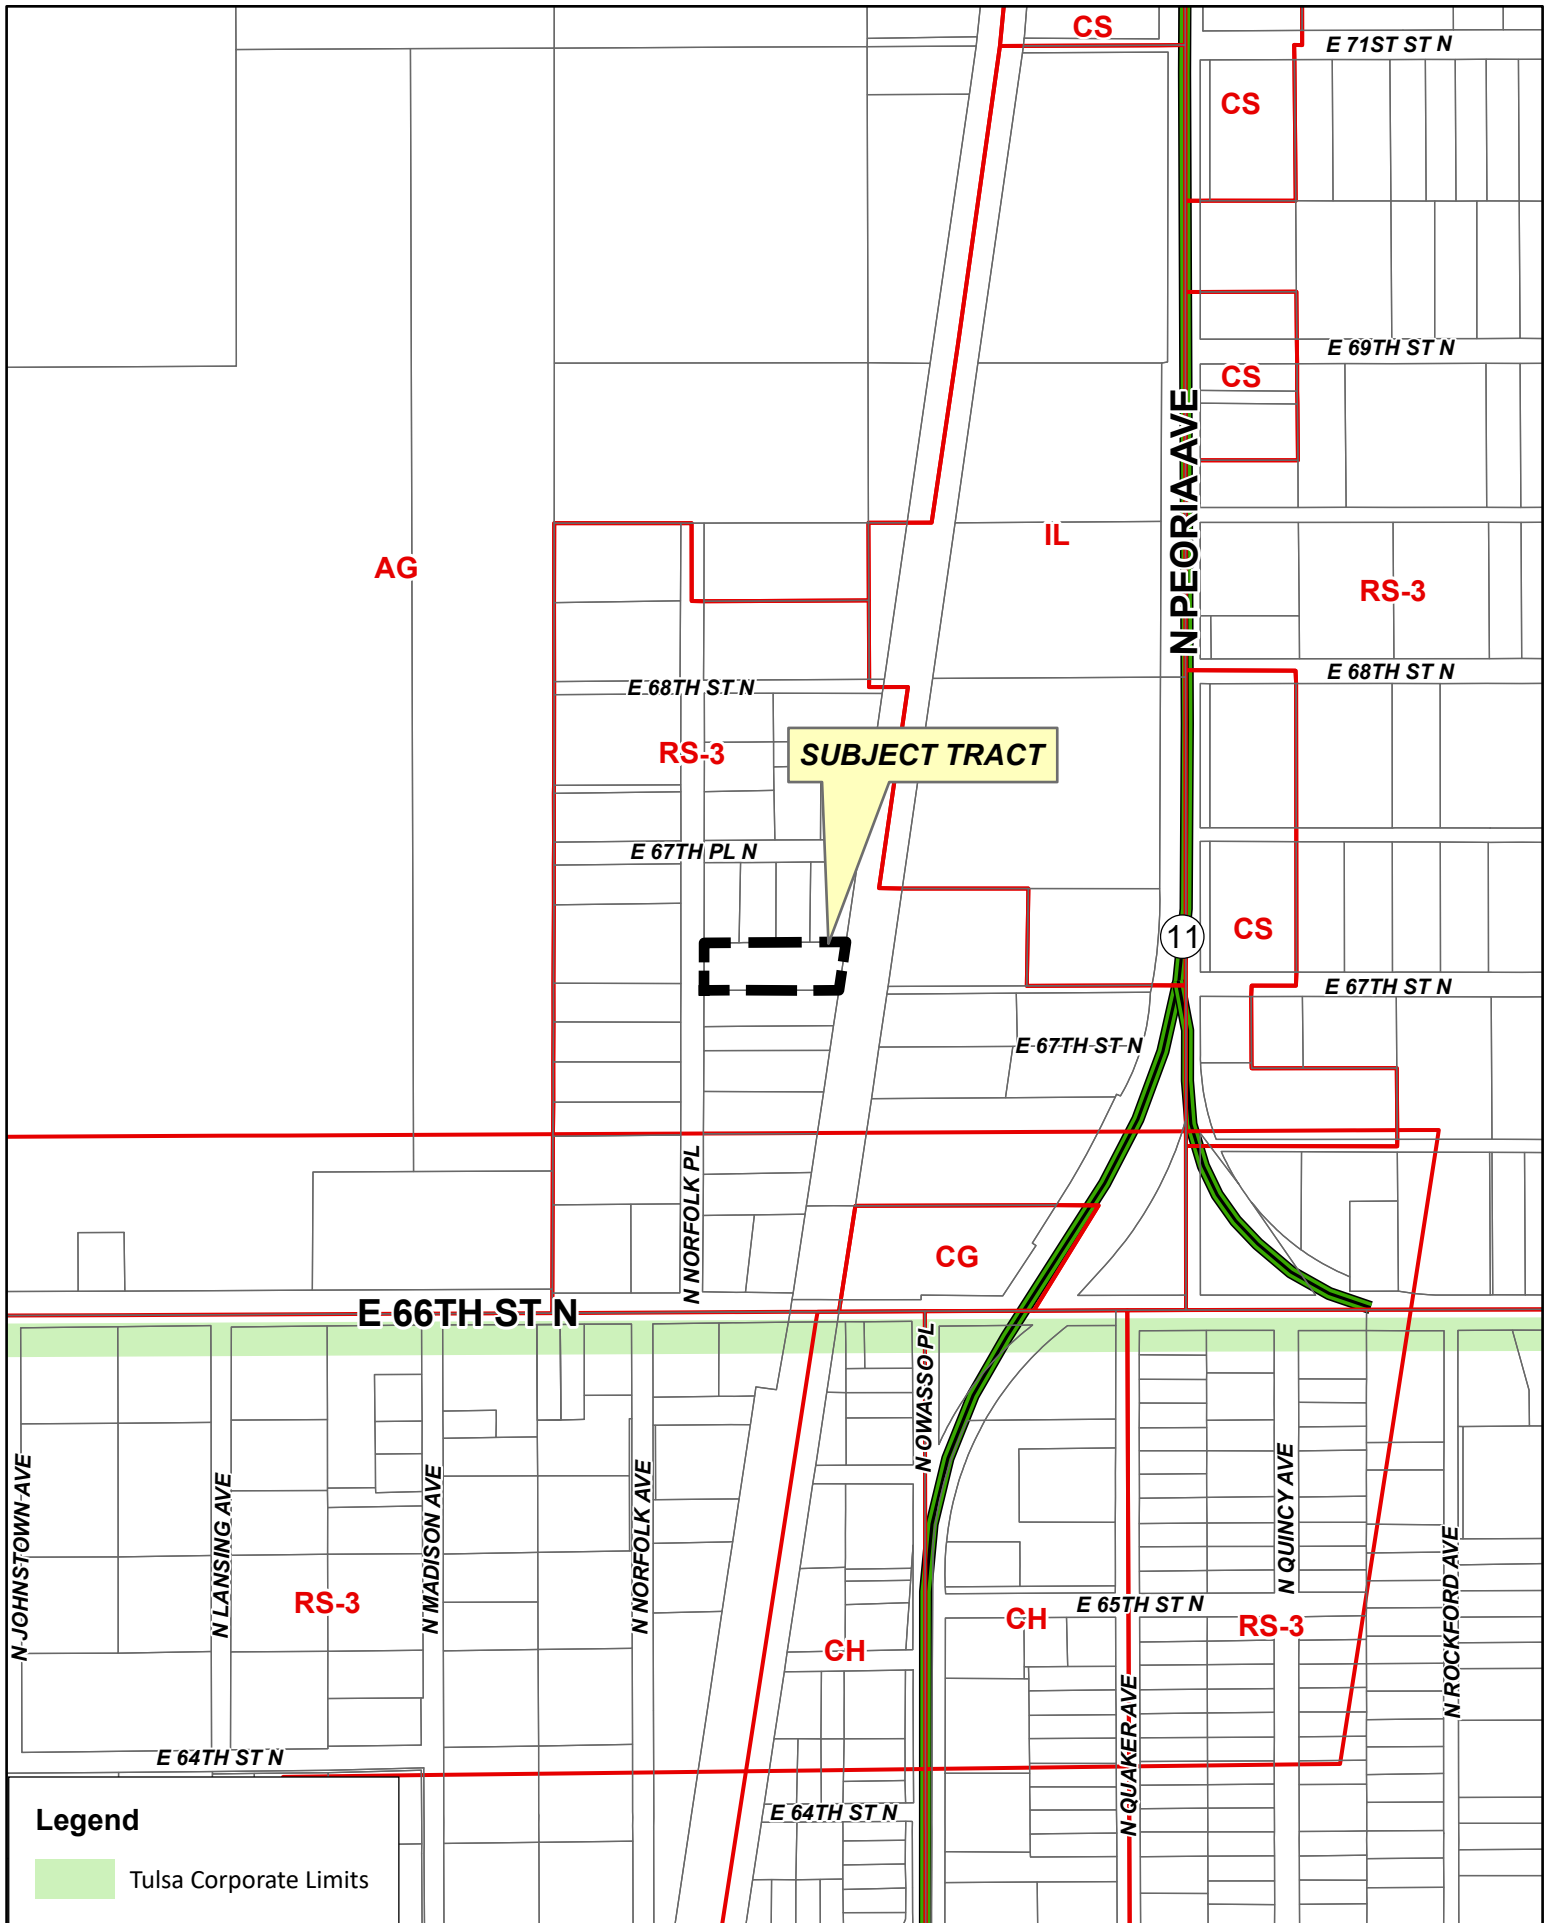 CS
E 71ST ST N
CS
E 69TH ST N
CS
N PEORIA AVE
IL
AG
RS-3
E 68TH ST N
E 68TH ST N
RS-3
SUBJECT TRACT
E 67TH PL N
CS
11
E 67TH ST N
E 67TH ST N
N NORFOLK PL
CG
E 66TH ST N
N OWASSO PL
N JOHNSTOWN AVE
N LANSING AVE
N MADISON AVE
N NORFOLK AVE
N QUINCY AVE
N ROCKFORD AVE
RS-3
E 65TH ST N
CH
RS-3
CH
N QUAKER AVE
E 64TH ST N
E 64TH ST N
Legend
Tulsa Corporate Limits